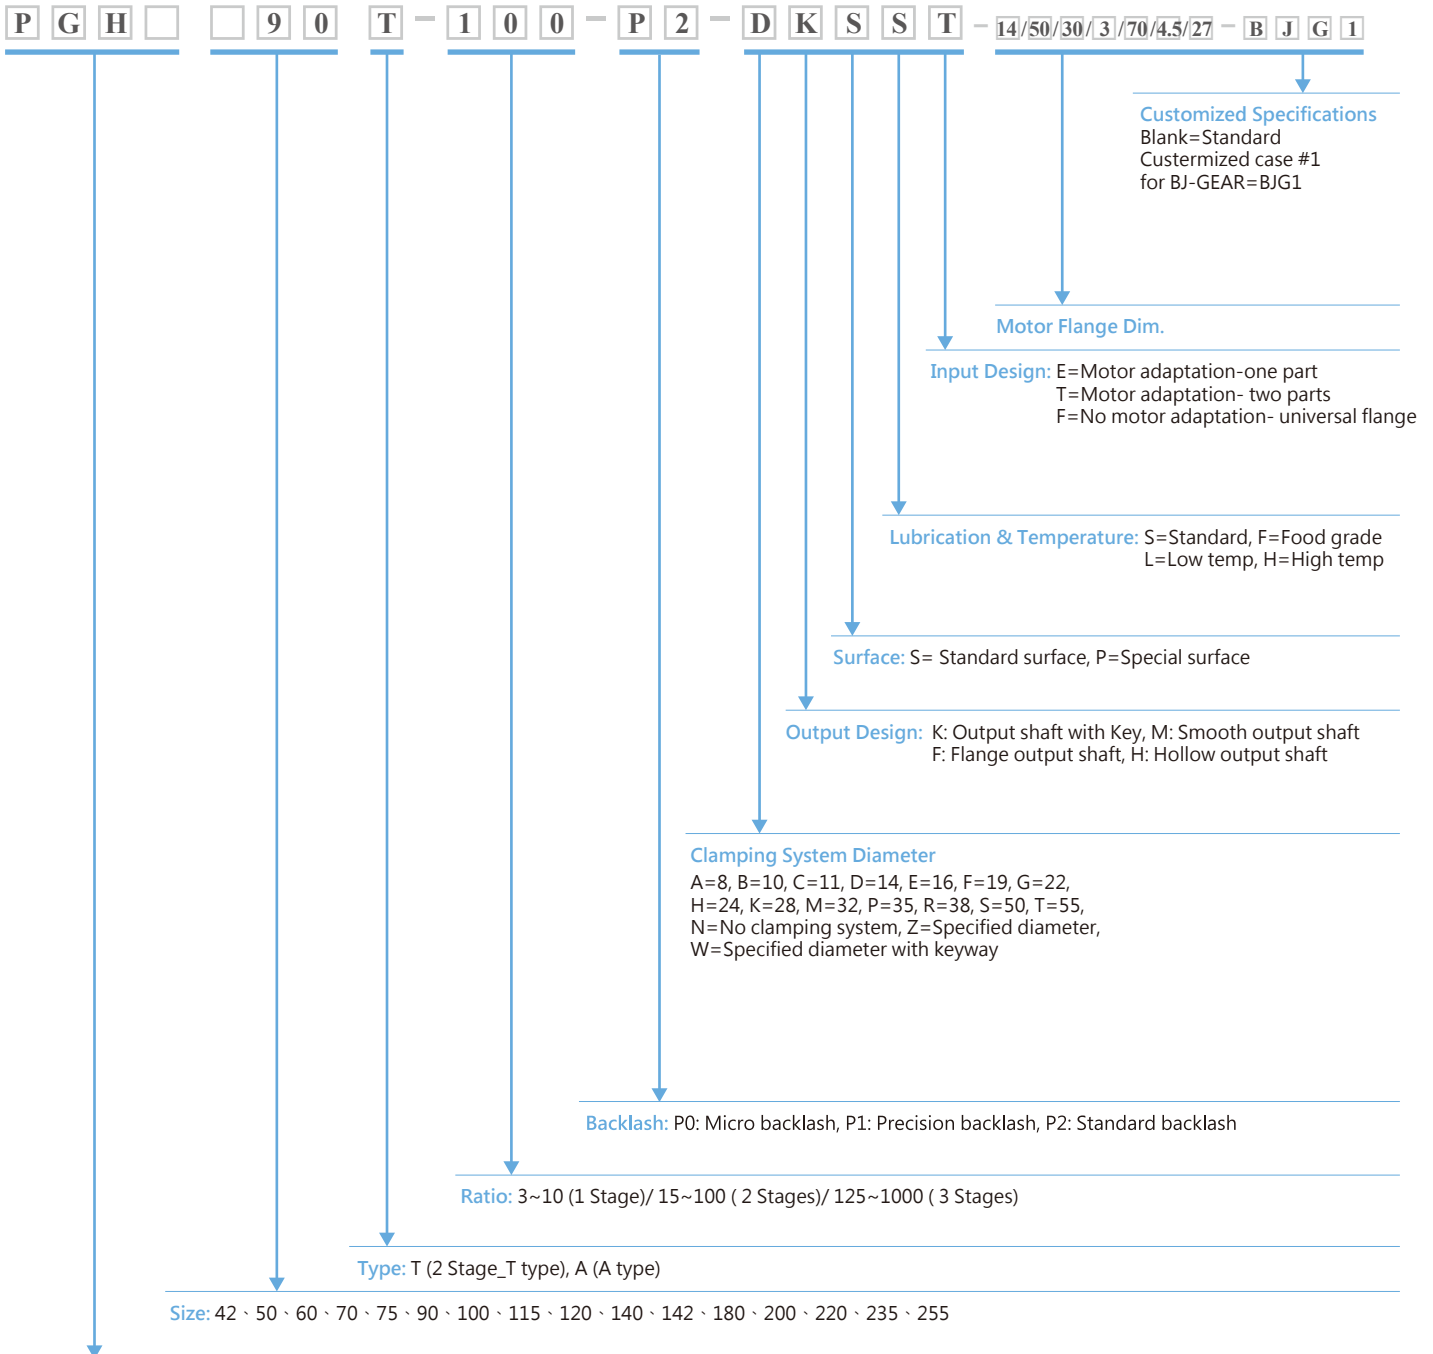 PGH 90 T-100-P2-DKSST-14/50/30/3/70/4.5/27-BJG1
Customized Specifications
Blank=Standard
Custermized case #1
for BJ-GEAR=BJG1
Motor Flange Dim.
Input Design: E=Motor adaptation-one part
T=Motor adaptation- two parts
F=No motor adaptation- universal flange
Lubrication & Temperature: S=Standard, F=Food grade
L=Low temp, H=High temp
Surface: S= Standard surface, P=Special surface
Output Design: K: Output shaft with Key, M: Smooth output shaft
F: Flange output shaft, H: Hollow output shaft
Clamping System Diameter
A=8, B=10, C=11, D=14, E=16, F=19, G=22,
H=24, K=28, M=32, P=35, R=38, S=50, T=55,
N=No clamping system, Z=Specified diameter,
W=Specified diameter with keyway
Backlash: P0: Micro backlash, P1: Precision backlash, P2: Standard backlash
Ratio: 3~10 (1 Stage)/ 15~100 ( 2 Stages)/ 125~1000 ( 3 Stages)
Type: T (2 Stage_T type), A (A type)
Size: 42、50、60、70、75、90、100、115、120、140、142、180、200、220、235、255